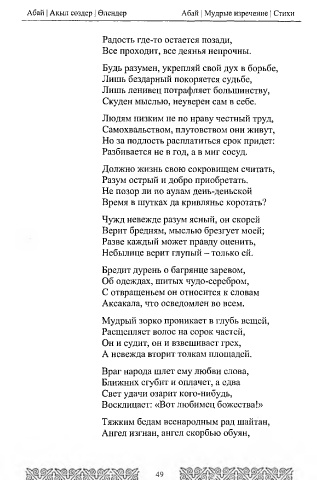 Абай | Акыл сөздер | Өлеңдер
Абай | Мудрые изречение | Стихи
Радость где-то остается позади,
Все проходит, все деянья непрочны.
Будь разумен, укрепляй свой дух в борьбе,
Лишь бездарный покоряется судьбе,
Лишь ленивец потрафляет большинству,
Скуден мыслью, неуверен сам в себе.
Людям низким не по нраву честный труд,
Самохвальством, плутовством они живут,
Но за подлость расплатиться срок придет:
Разбивается не в год, а в миг сосуд.
Должно жизнь свою сокровищем считать,
Разум острый и добро приобретать.
Не позор ли по аулам день-деньской
Время в шутках да кривлянье коротать?
Чужд невежде разум ясный, он скорей
Верит бредням, мыслью брезгует моей;
Разве каждый может правду оценить,
Небылице верит глупый – только ей.
Бредит дурень о багрянце заревом,
Об одеждах, шитых чудо-серебром,
С отвращеньем он относится к словам
Аксакала, что осведомлен во всем.
Мудрый зорко проникает в глубь вещей,
Расщепляет волос на сорок частей,
Он и судит, он и взвешивает грех,
А невежда вторит толкам площадей.
Враг народа шлет ему любви слова,
Ближних сгубит и оплачет, а едва
Свет удачи озарит кого-нибудь,
Восклицает: «Вот любимец божества!»
Тяжким бедам всенародным рад шайтан,
Ангел изгнан, ангел скорбью обуян,
49